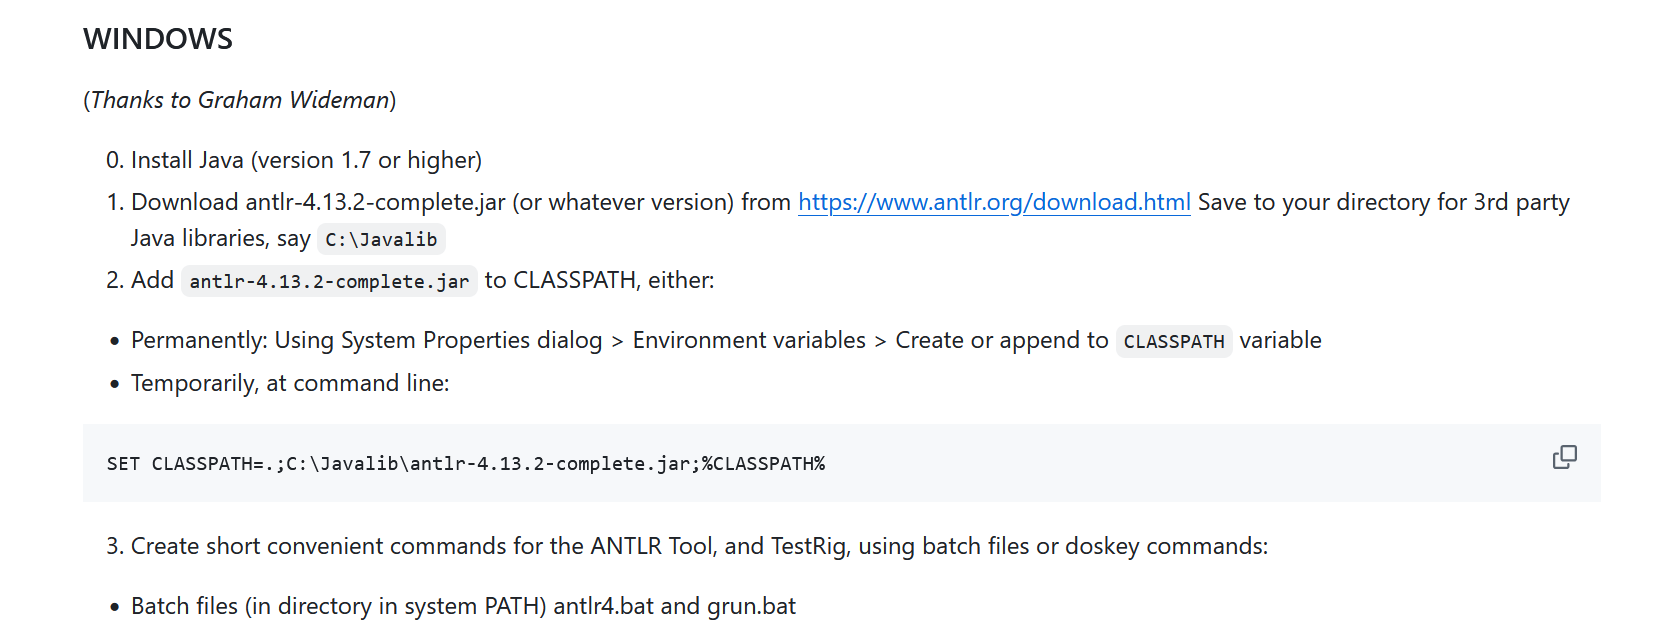 WINDOWS
(Thanks to Graham Wideman)
0. Install Java (version 1.7 or higher)
1. Download antlr-4.13.2-complete.jar (or whatever version) from https://www.antlr.org/download.html Save to your directory for 3rd party
Java libraries, say C:\Javalib
2. Add antlr-4.13.2-complete.jar to CLASSPATH, either:
• Permanently: Using System Properties dialog > Environment variables > Create or append to CLASSPATH variable
• Temporarily, at command line:
SET CLASSPATH=.;C:\Javalib\antlr-4.13.2-complete.jar;%CLASSPATH%
3. Create short convenient commands for the ANTLR Tool, and TestRig, using batch files or doskey commands:
• Batch files (in directory in system PATH) antlr4.bat and grun.bat